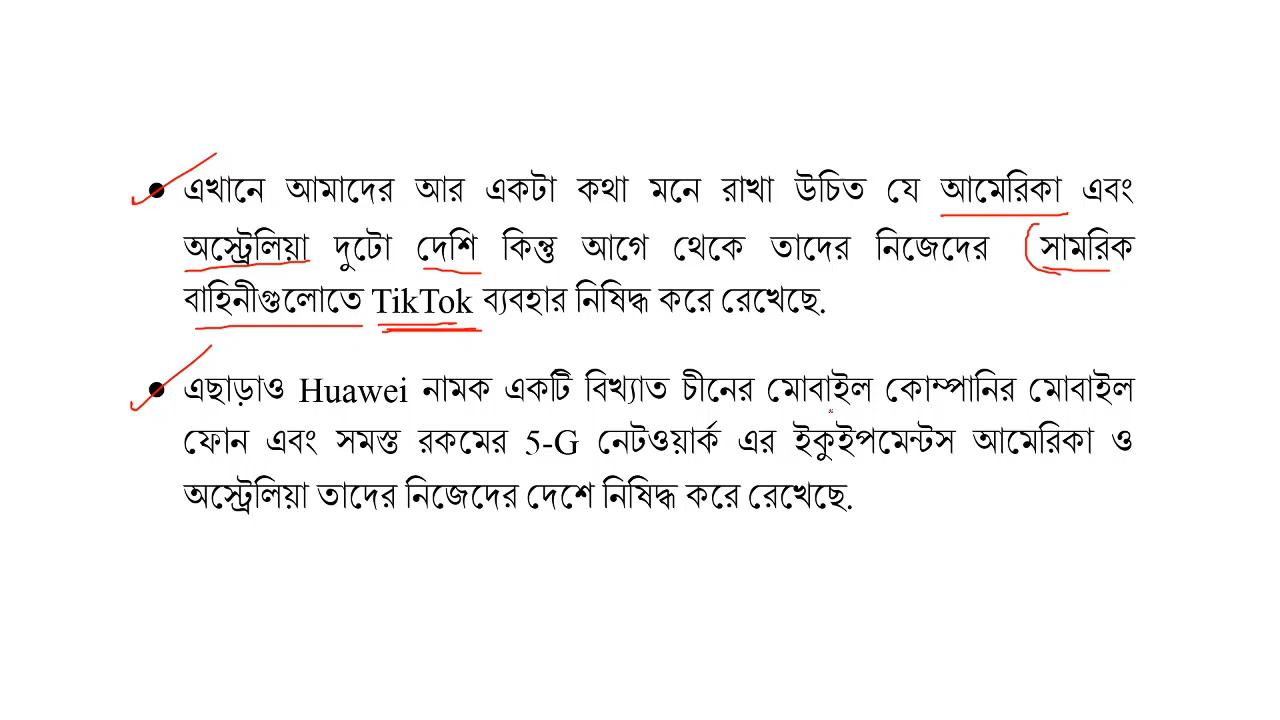 এখানে আমাদের আর একটা কথা মনে রাখা উচিত যে আমেরিকা এবং
অস্ট্রেলিয়া দুটো দেশি কিন্তু আগে থেকে তাদের নিজেদের সামরিক
বাহিনীগুলোতে TikTok ব্যবহার নিষিদ্ধ করে রেখেছে.
এছাড়াও Huawei নামক একটি বিখ্যাত চীনের মোবাইল কোম্পানির মোবাইল
ফোন এবং সমস্ত রকমের 5-G নেটওয়ার্ক এর ইকুইপমেন্টস আমেরিকা ও
অস্ট্রেলিয়া তাদের নিজেদের দেশে নিষিদ্ধ করে রেখেছে.